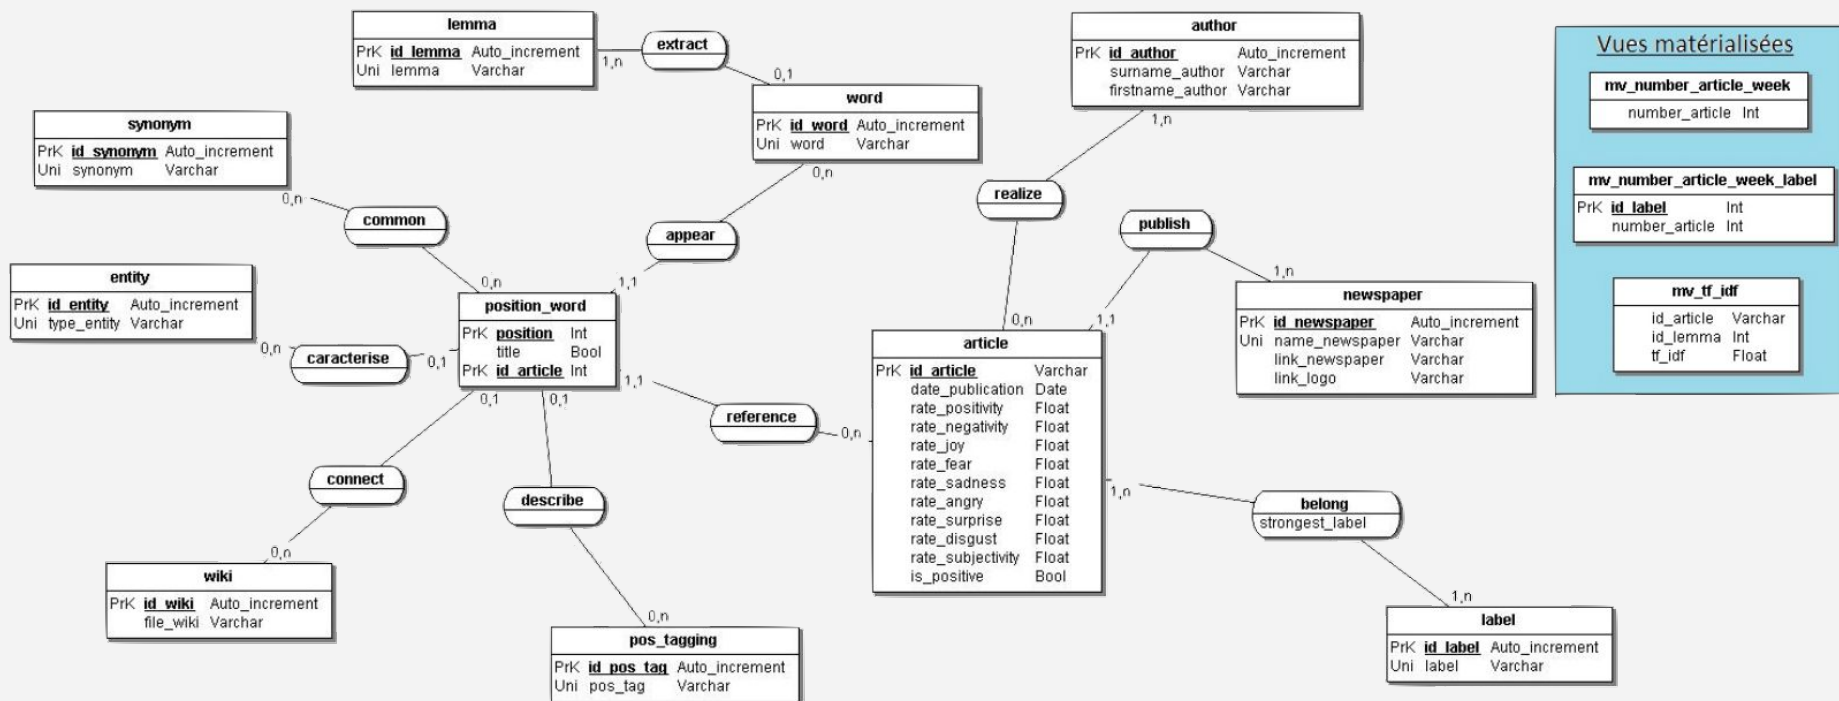 lemma
PrK id_lemma Auto_increment
Uni lemma Varchar
1,n
extract
0,1
word
PrK id_word Auto_increment
Uni word Varchar
0,n
synonym
PrK id_synonym Auto_increment
Uni synonym Varchar
0,n
common
0,n
appear
1,1
entity
PrK id_entity Auto_increment
Uni type_entity Varchar
0,n
caracterise
0,1
position_word
PrK position Int
title Bool
PrK id_article Int
0,1
0,1
1,1
reference
0,n
connect
0,n
wiki
PrK id_wiki Auto_increment
file_wiki Varchar
describe
0,n
pos_tagging
PrK id_pos_tag Auto_increment
Uni pos_tag Varchar
author
PrK id_author Auto_increment
surname_author Varchar
firstname_author Varchar
1,n
realize
0,n
publish
1,1
1,n
newspaper
PrK id_newspaper Auto_increment
Uni name_newspaper Varchar
link_newspaper Varchar
link_logo Varchar
article
PrK id_article Varchar
date_publication Date
rate_positivity Float
rate_negativity Float
rate_joy Float
rate_fear Float
rate_sadness Float
rate_angry Float
rate_surprise Float
rate_disgust Float
rate_subjectivity Float
is_positive Bool
1,n
belong
strongest_label
1,n
label
PrK id_label Auto_increment
Uni label Varchar
Vues matérialisées
mv_number_article_week
number_article Int
mv_number_article_week_label
PrK id_label Int
number_article Int
mv_tf_idf
id_article Varchar
id_lemma Int
tf_idf Float